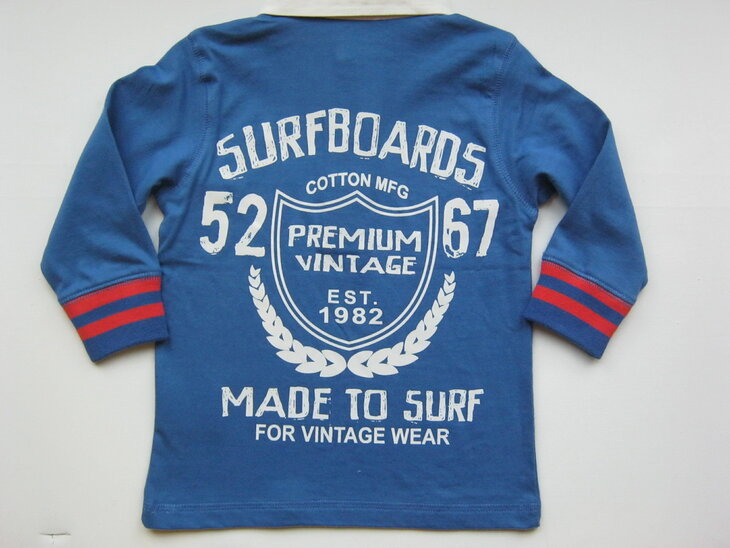 SURFBOARDS
COTTON MFG
52 67
PREMIUM
VINTAGE
EST.
1982
MADE TO SURF
FOR VINTAGE WEAR